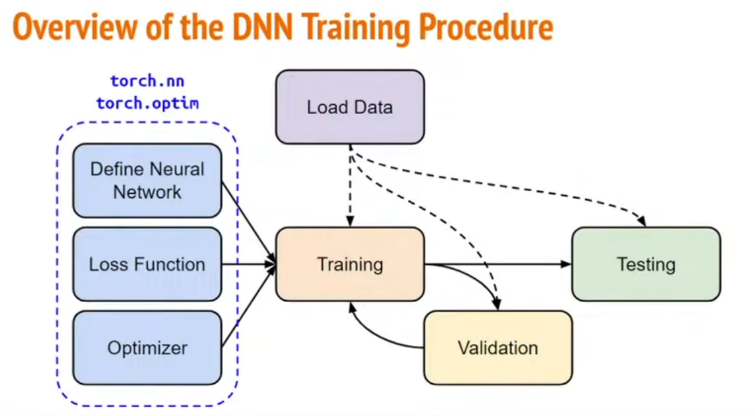 Overview of the DNN Training Procedure
torch.nn
torch.optim
Load Data
Define Neural
Network
Loss Function
Training
Testing
Optimizer
Validation